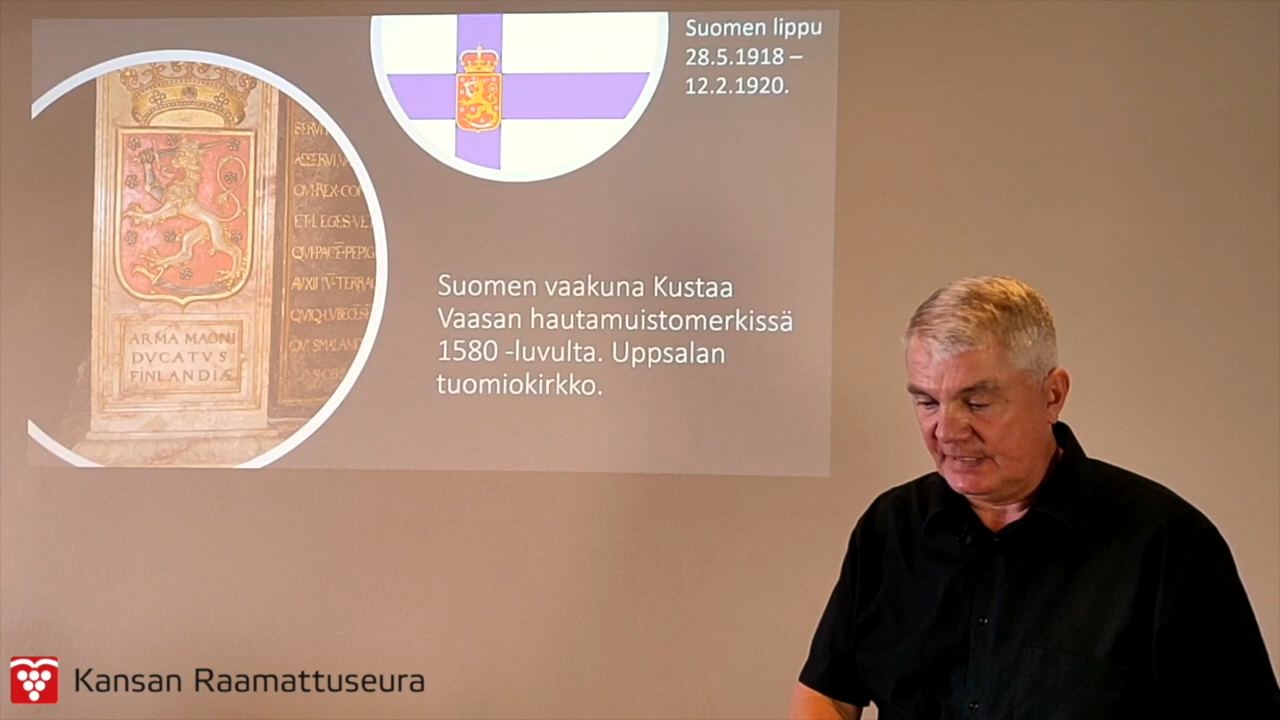 Suomen lippu
28.5.1918 –
12.2.1920.
ARMA MAGNI
DVCATVS
FINLANDIÆ
Suomen vaakuna Kustaa
Vaasan hautamuistomerkissä
1580 -luvulta. Uppsalan
tuomiokirkko.
Kansan Raamattuseura